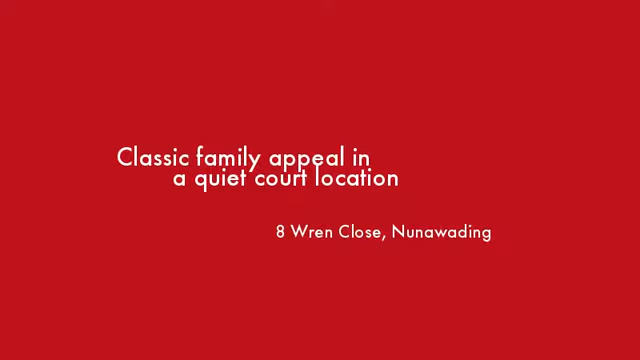 Classic family appeal in
a quiet court location
8 Wren Close, Nunawading